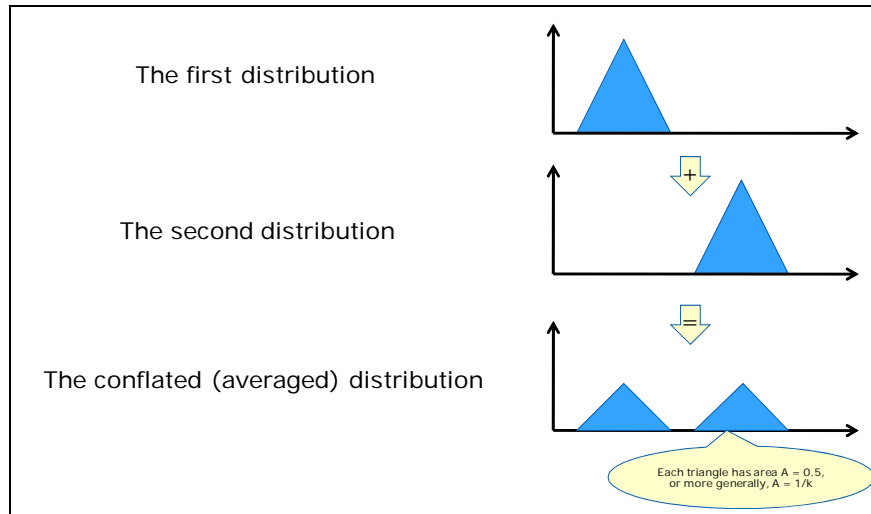 The first distribution
+
The second distribution
=
The conflated (averaged) distribution
Each triangle has area A = 0.5,
or more generally, A = 1/k